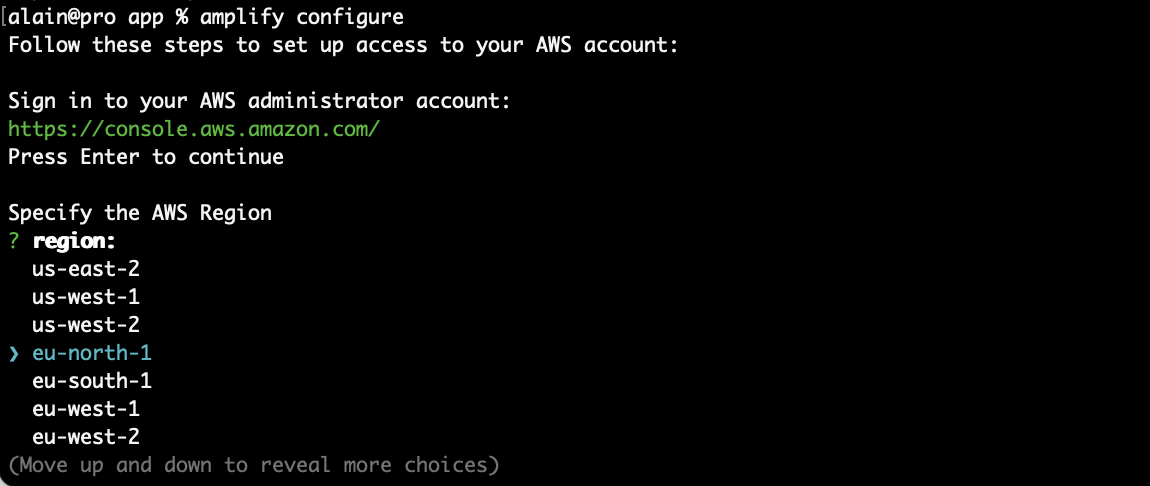 [alain@pro app % amplify configure
Follow these steps to set up access to your AWS account:
Sign in to your AWS administrator account:
https://console.aws.amazon.com/
Press Enter to continue
Specify the AWS Region
? region:
us-east-2
us-west-1
us-west-2
❯ eu-north-1
eu-south-1
eu-west-1
eu-west-2
(Move up and down to reveal more choices)